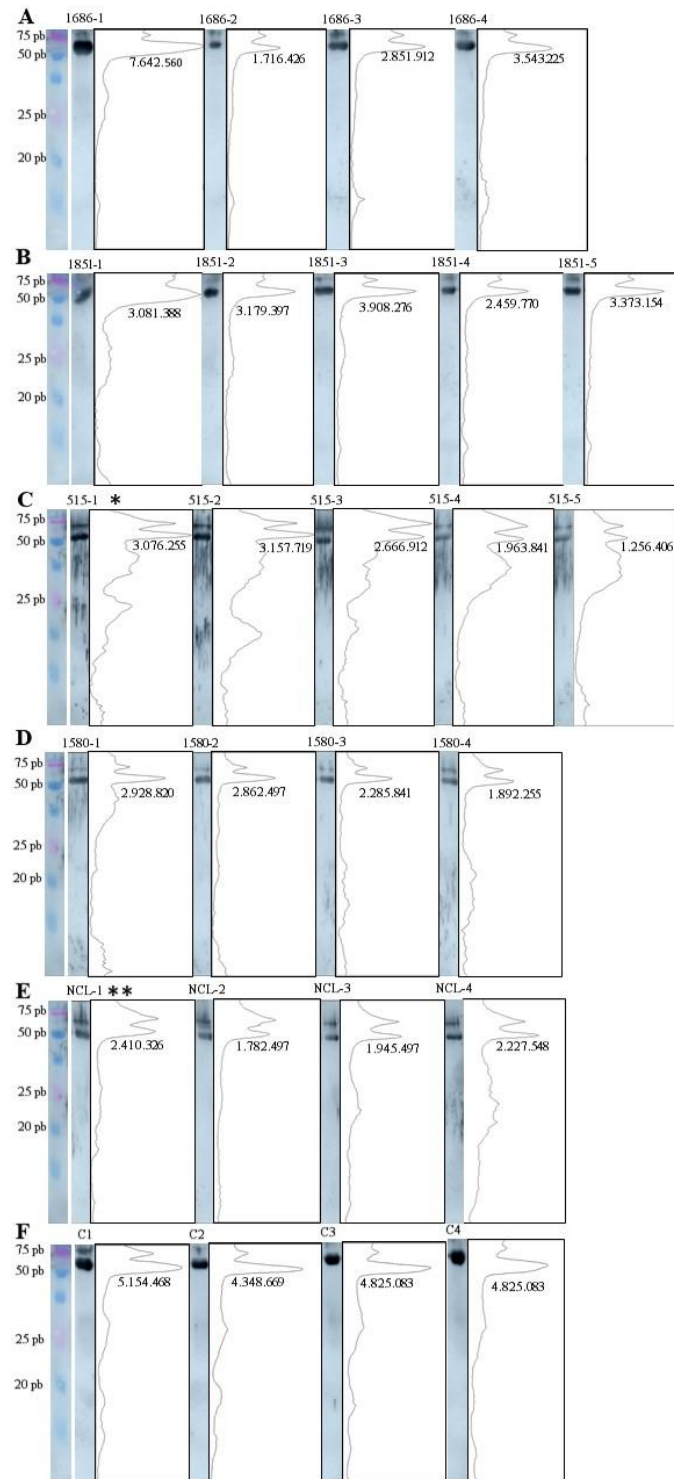 A
1686-1 1686-2 1686-3 1686-4
75 pb
50 pb
7.642.560 1.716.426 2.851.912 3.543.225
25 pb
20 pb
B
1851-1 1851-2 1851-3 1851-4 1851-5
75 pb
50 pb
3.081.388 3.179.397 3.908.276 2.459.770 3.373.154
25 pb
20 pb
C
515-1 * 515-2 515-3 515-4 515-5
75 pb
50 pb
3.076.255 3.157.719 2.666.912 1.963.841 1.256.406
25 pb
D
1580-1 1580-2 1580-3 1580-4
75 pb
50 pb
2.928.820 2.862.497 2.285.841 1.892.255
25 pb
20 pb
E
NCL-1 ** NCL-2 NCL-3 NCL-4
75 pb
50 pb
2.410.326 1.782.497 1.945.497 2.227.548
25 pb
20 pb
F
C1 C2 C3 C4
75 pb
50 pb
5.154.468 4.348.669 4.825.083 4.825.083
25 pb
20 pb